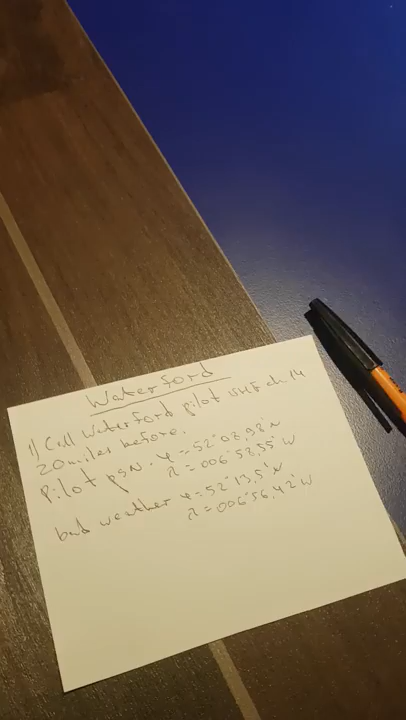 Waterford
1) Call Waterford pilot VHF ch.14
20 miles before.
Pilot psn. φ = 52°08,98'N
λ = 006°58,55'W
bad weather φ = 52°13,5'N
λ = 006°56,42'W